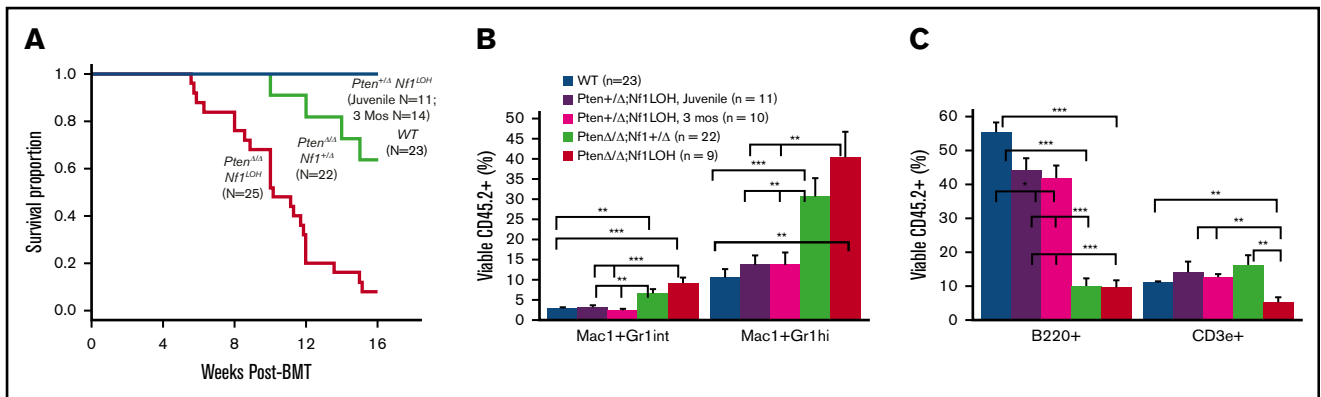 A
Survival proportion
1.0
0.8
0.6
0.4
0.2
0.0
0
4
8
12
16
Weeks Post-BMT
Pten+/Δ Nf1LOH
(Juvenile N=11;
3 Mos N=14)
WT
(N=23)
PtenΔ/Δ
Nf1+/Δ
(N=22)
PtenΔ/Δ
Nf1LOH
(N=25)
B
WT (n=23)
Pten+/Δ;Nf1LOH, Juvenile (n = 11)
Pten+/Δ;Nf1LOH, 3 mos (n = 10)
PtenΔ/Δ;Nf1+/Δ (n = 22)
PtenΔ/Δ;Nf1LOH (n = 9)
Viable CD45.2+ (%)
50
45
40
35
30
25
20
15
10
5
0
**
***
***
**
**
***
**
**
Mac1+Gr1int
Mac1+Gr1hi
C
Viable CD45.2+ (%)
60
50
40
30
20
10
0
***
***
*
***
***
**
**
**
B220+
CD3e+